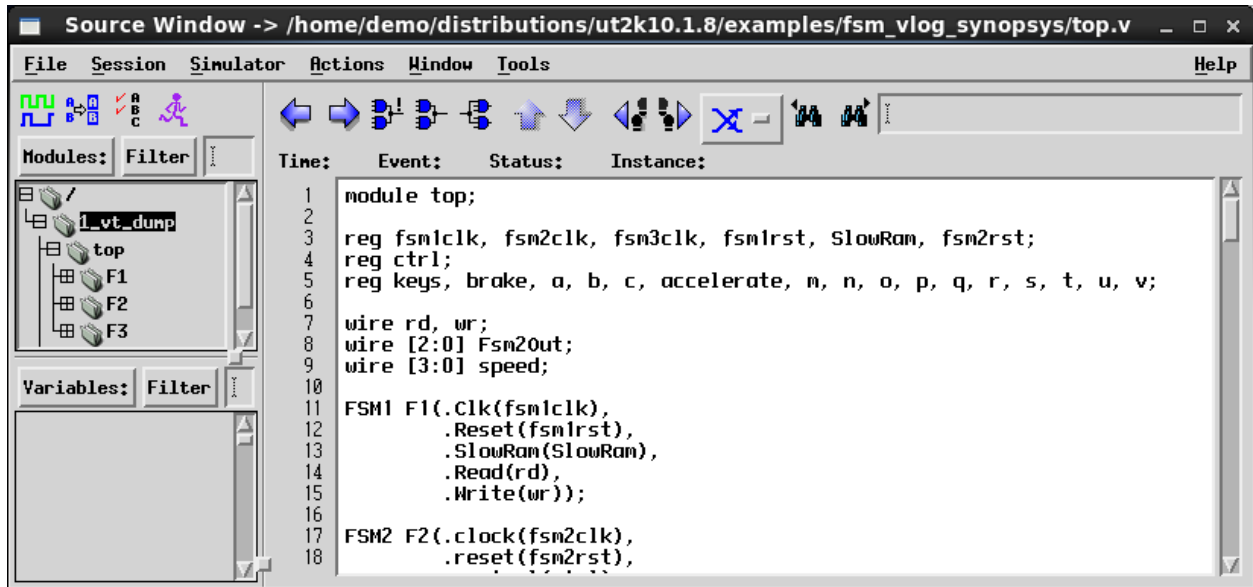 Source Window -> /home/demo/distributions/ut2k10.1.8/examples/fsm_vlog_synopsys/top.v
File Session Simulator Actions Window Tools Help
A B A B
A B C
Modules: Filter
Time: Event: Status: Instance:
/
1_vt_dump
top
F1
F2
F3
Variables: Filter
1 module top;
2
3 reg fsm1clk, fsm2clk, fsm3clk, fsm1rst, SlowRam, fsm2rst;
4 reg ctrl;
5 reg keys, brake, a, b, c, accelerate, m, n, o, p, q, r, s, t, u, v;
6
7 wire rd, wr;
8 wire [2:0] Fsm2Out;
9 wire [3:0] speed;
10
11 FSM1 F1(.Clk(fsm1clk),
12 .Reset(fsm1rst),
13 .SlowRam(SlowRam),
14 .Read(rd),
15 .Write(wr));
16
17 FSM2 F2(.clock(fsm2clk),
18 .reset(fsm2rst),